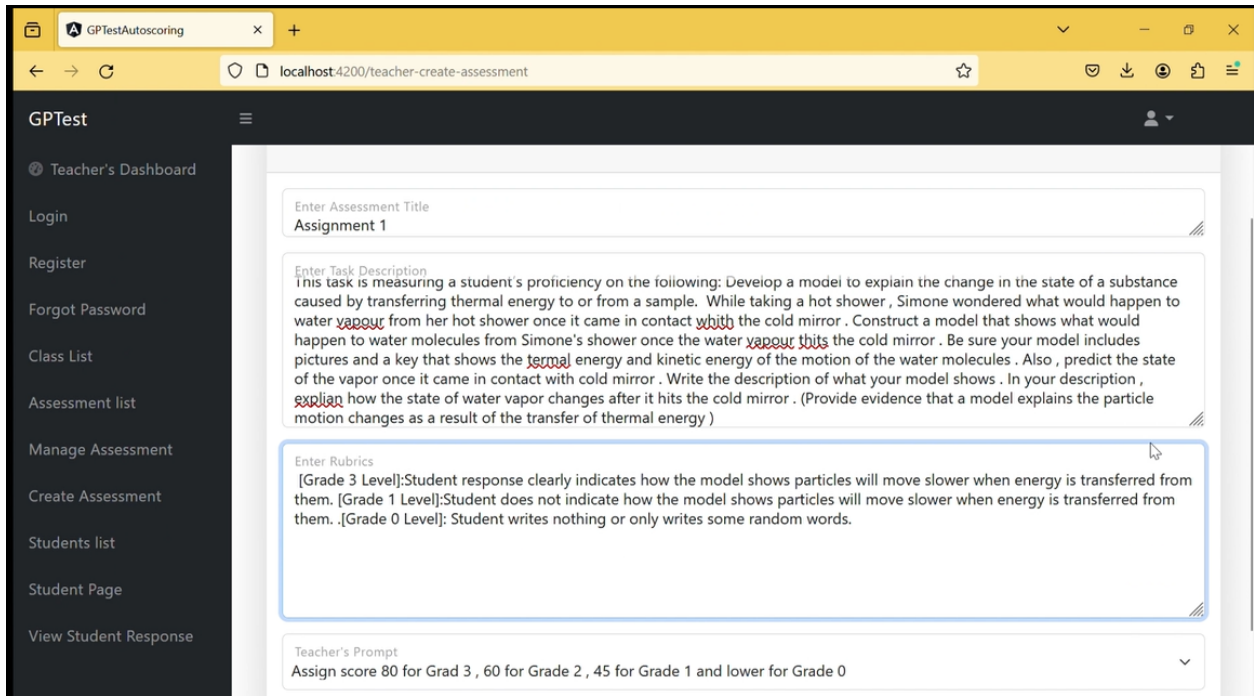 GPTestAutoscoring
localhost:4200/teacher-create-assessment
GPTest
Teacher's Dashboard
Login
Register
Forgot Password
Class List
Assessment list
Manage Assessment
Create Assessment
Students list
Student Page
View Student Response
Enter Assessment Title
Assignment 1
Enter Task Description
This task is measuring a student's proficiency on the following: Develop a model to explain the change in the state of a substance
caused by transferring thermal energy to or from a sample.  While taking a hot shower , Simone wondered what would happen to
water vapour from her hot shower once it came in contact whith the cold mirror . Construct a model that shows what would
happen to water molecules from Simone's shower once the water vapour thits the cold mirror . Be sure your model includes
pictures and a key that shows the termal energy and kinetic energy of the motion of the water molecules . Also , predict the state
of the vapor once it came in contact with cold mirror . Write the description of what your model shows . In your description ,
explian how the state of water vapor changes after it hits the cold mirror . (Provide evidence that a model explains the particle
motion changes as a result of the transfer of thermal energy )
Enter Rubrics
[Grade 3 Level]:Student response clearly indicates how the model shows particles will move slower when energy is transferred from
them. [Grade 1 Level]:Student does not indicate how the model shows particles will move slower when energy is transferred from
them. .[Grade 0 Level]: Student writes nothing or only writes some random words.
Teacher's Prompt
Assign score 80 for Grad 3 , 60 for Grade 2 , 45 for Grade 1 and lower for Grade 0